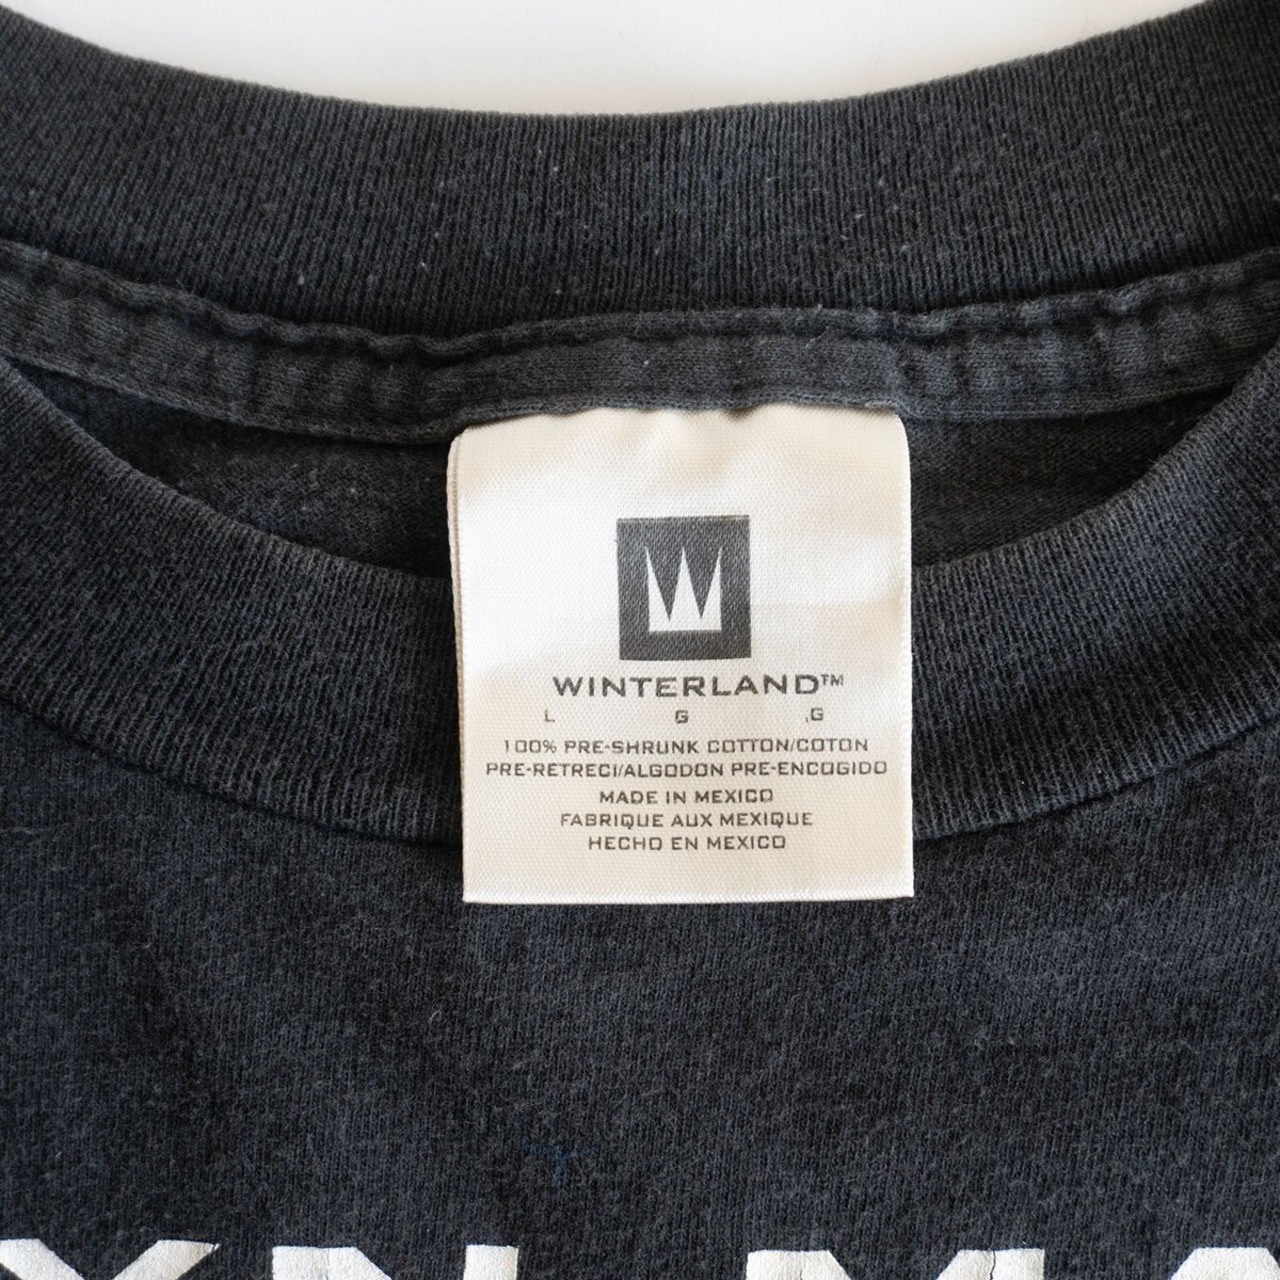 W
WINTERLAND™
L G G
100% PRE-SHRUNK COTTON/COTON
PRE-RETRECI/ALGODON PRE-ENCOGIDO
MADE IN MEXICO
FABRIQUE AUX MEXIQUE
HECHO EN MEXICO